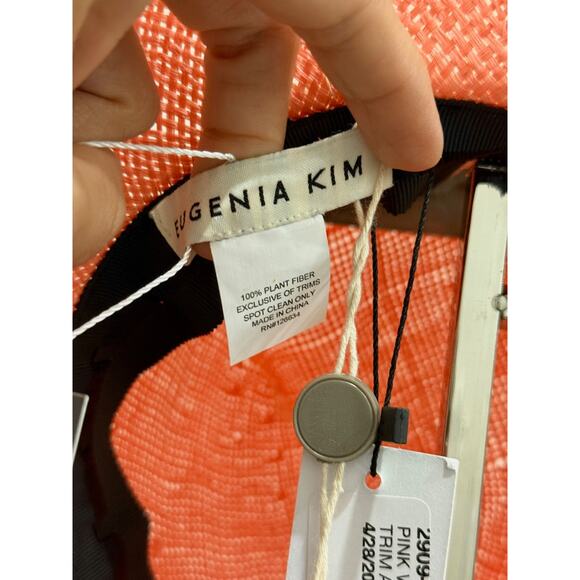 EUGENIA KIM
100% PLANT FIBER
EXCLUSIVE OF TRIMS
SPOT CLEAN ONLY
MADE IN CHINA
RN#126634
2909
PINK
TRIM A
4/28/20